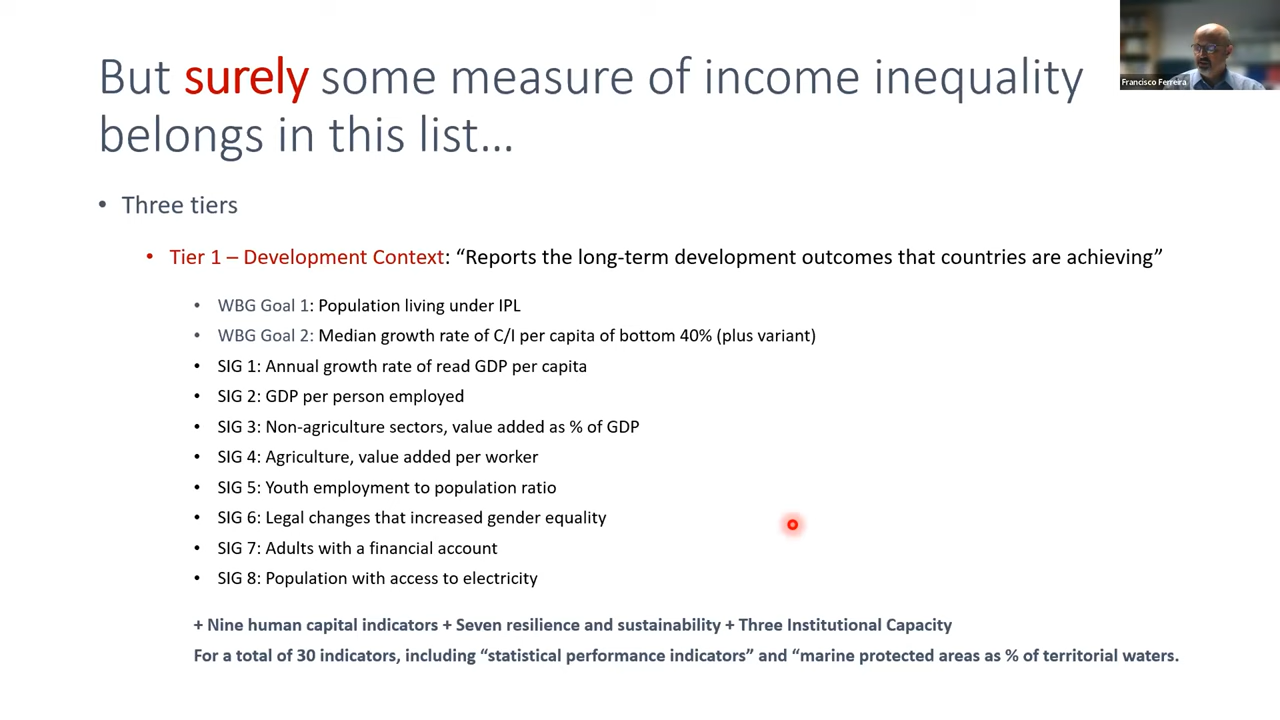 But surely some measure of income inequality
belongs in this list...
Francisco Ferreira
• Three tiers
• Tier 1 – Development Context: “Reports the long-term development outcomes that countries are achieving”
• WBG Goal 1: Population living under IPL
• WBG Goal 2: Median growth rate of C/I per capita of bottom 40% (plus variant)
• SIG 1: Annual growth rate of read GDP per capita
• SIG 2: GDP per person employed
• SIG 3: Non-agriculture sectors, value added as % of GDP
• SIG 4: Agriculture, value added per worker
• SIG 5: Youth employment to population ratio
• SIG 6: Legal changes that increased gender equality
• SIG 7: Adults with a financial account
• SIG 8: Population with access to electricity
+ Nine human capital indicators + Seven resilience and sustainability + Three Institutional Capacity
For a total of 30 indicators, including “statistical performance indicators” and “marine protected areas as % of territorial waters.